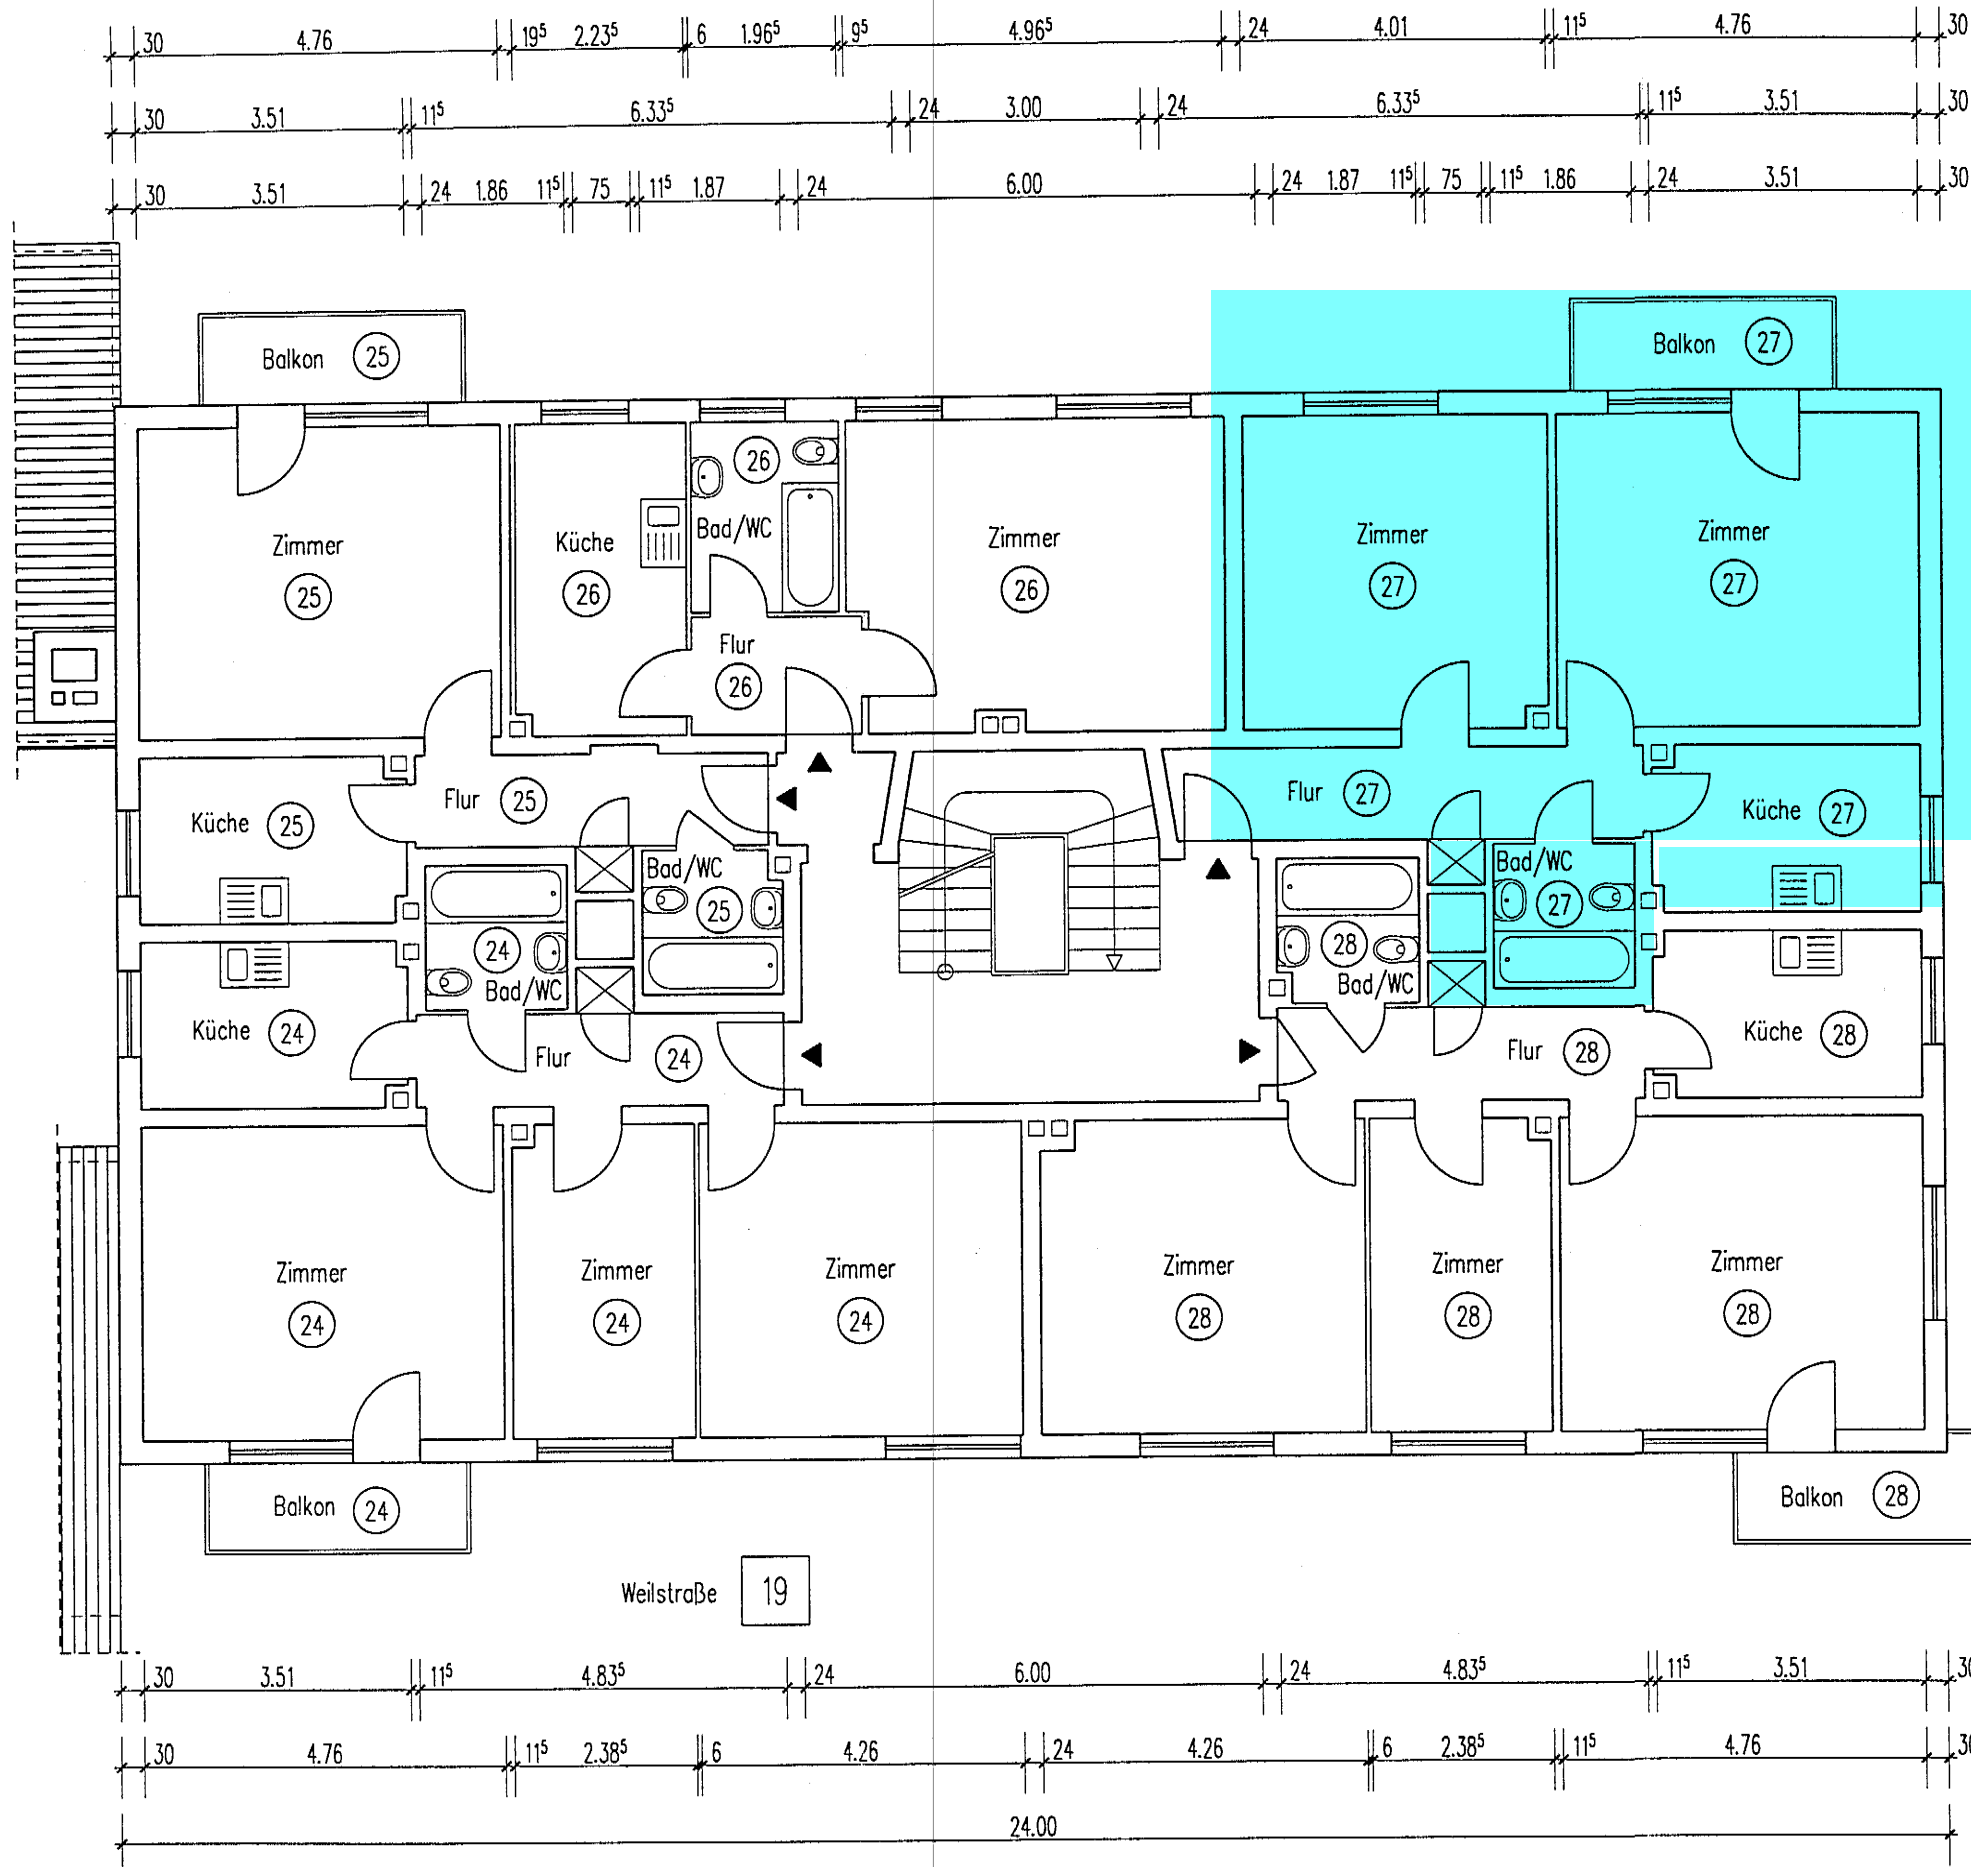 30 4.76 19⁵ 2.23⁵ 6 1.96⁵ 9⁵ 4.96⁵ 24 4.01 11⁵ 4.76 30
30 3.51 11⁵ 6.33⁵ 24 3.00 24 6.33⁵ 11⁵ 3.51 30
30 3.51 24 1.86 11⁵ 75 11⁵ 1.87 24 6.00 24 1.87 11⁵ 75 11⁵ 1.86 24 3.51 30
Balkon 25
Balkon 27
26
Bad/WC
Zimmer
25
Küche
26
Zimmer
26
Zimmer
27
Zimmer
27
Flur
26
Flur 25
Flur 27
Küche 25
Küche 27
Bad/WC
25
Bad/WC
27
24
Bad/WC
28
Bad/WC
Küche 24
Flur 24
Flur 28
Küche 28
Zimmer
24
Zimmer
24
Zimmer
24
Zimmer
28
Zimmer
28
Zimmer
28
Balkon 24
Balkon 28
Weilstraße 19
30 3.51 11⁵ 4.83⁵ 24 6.00 24 4.83⁵ 11⁵ 3.51 30
30 4.76 11⁵ 2.38⁵ 6 4.26 24 4.26 6 2.38⁵ 11⁵ 4.76 30
24.00